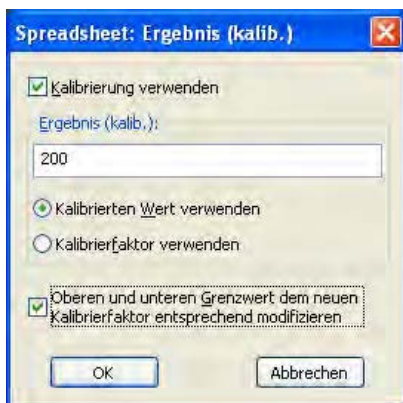 Spreadsheet: Ergebnis (kalib.)
Kalibrierung verwenden
Ergebnis (kalib.):
200
Kalibrierten Wert verwenden
Kalibrierfaktor verwenden
Oberen und unteren Grenzwert dem neuen
Kalibrierfaktor entsprechend modifizieren
OK
Abbrechen